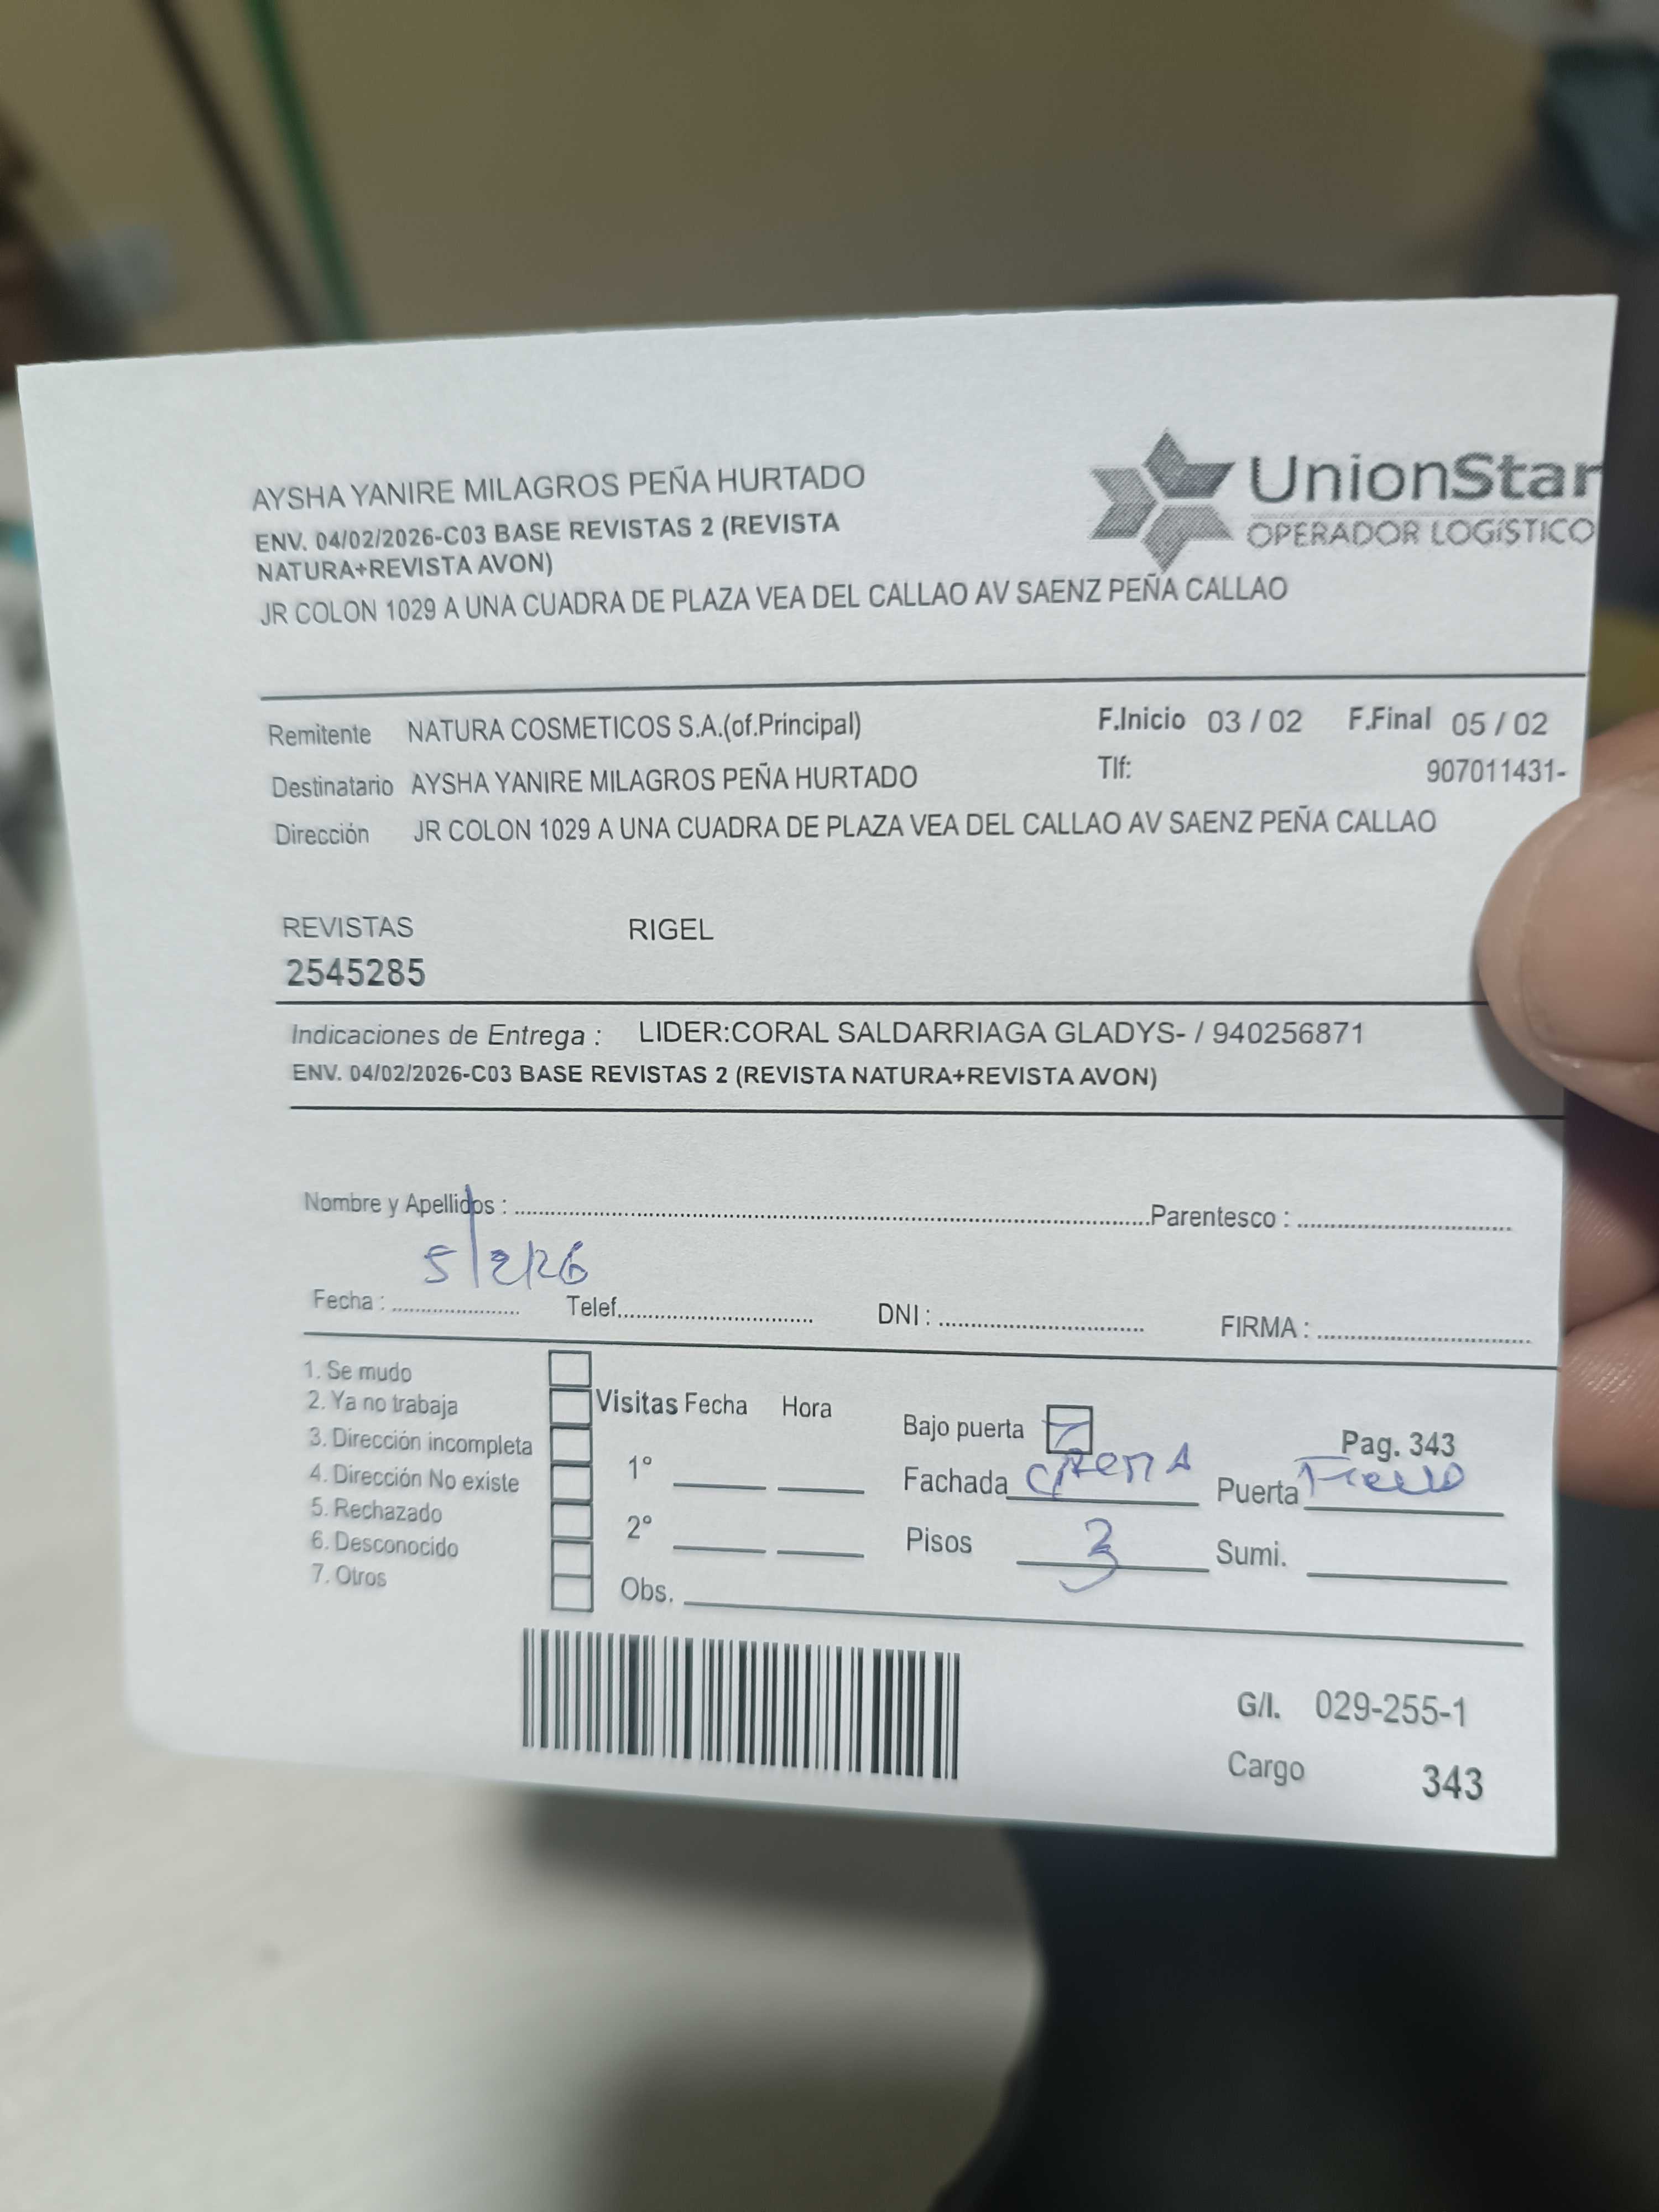 AYSHA YANIRE MILAGROS PEÑA HURTADO
ENV. 04/02/2026-C03 BASE REVISTAS 2 (REVISTA
NATURA+REVISTA AVON)
JR COLON 1029 A UNA CUADRA DE PLAZA VEA DEL CALLAO AV SAENZ PEÑA CALLAO
UnionStar
OPERADOR LOGÍSTICO
Remitente NATURA COSMETICOS S.A.(of.Principal) F.Inicio 03 / 02 F.Final 05 / 02
Destinatario AYSHA YANIRE MILAGROS PEÑA HURTADO Tlf: 907011431-
Dirección JR COLON 1029 A UNA CUADRA DE PLAZA VEA DEL CALLAO AV SAENZ PEÑA CALLAO
REVISTAS RIGEL
2545285
Indicaciones de Entrega : LIDER:CORAL SALDARRIAGA GLADYS- / 940256871
ENV. 04/02/2026-C03 BASE REVISTAS 2 (REVISTA NATURA+REVISTA AVON)
Nombre y Apellidos : Parentesco :
5/2/26
Fecha : Telef. DNI : FIRMA :
1. Se mudo
2. Ya no trabaja
3. Dirección incompleta
4. Dirección No existe
5. Rechazado
6. Desconocido
7. Otros
Visitas Fecha Hora
1°
2°
Obs.
Bajo puerta
Fachada
Pisos 3
Pag. 343
Puerta
Sumi.
G/I. 029-255-1
Cargo 343